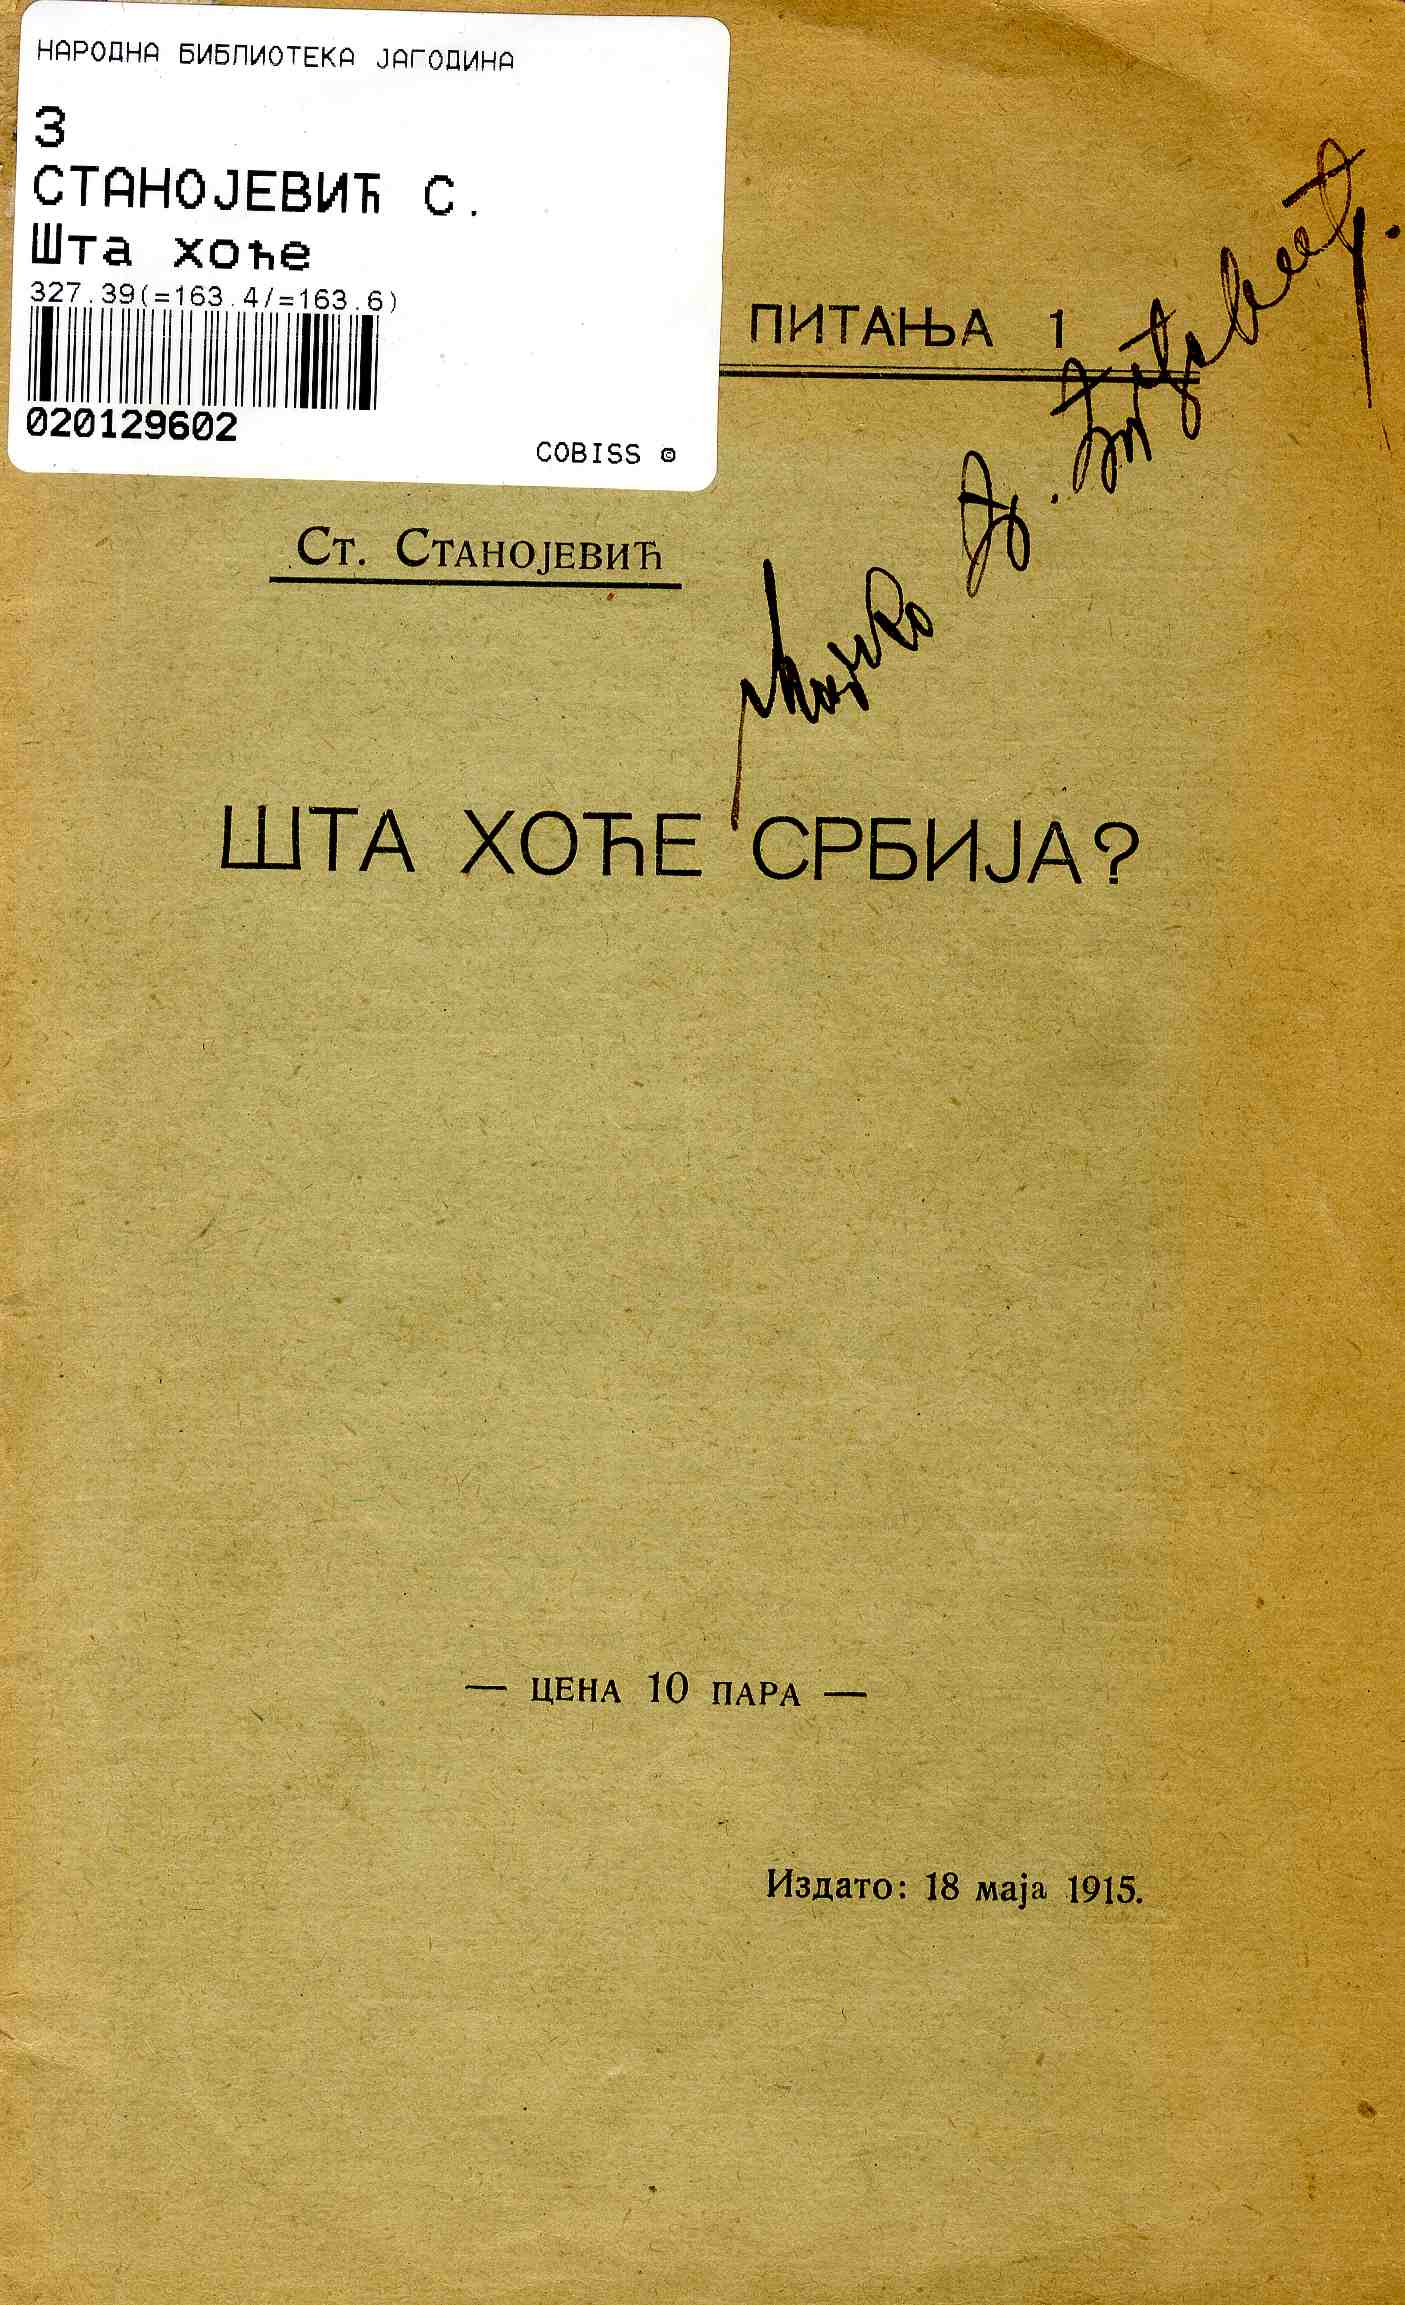 НАРОДНА БИБЛИОТЕКА ЈАГОДИНА
3
СТАНОЈЕВИЋ С.
Шта хоће
327.39(=163.4/=163.6)
020129602
COBISS ©
ПИТАЊА 1
Ст. Станојевић
ШТА ХОЋЕ СРБИЈА?
— ЦЕНА 10 ПАРА —
Издато: 18 маја 1915.